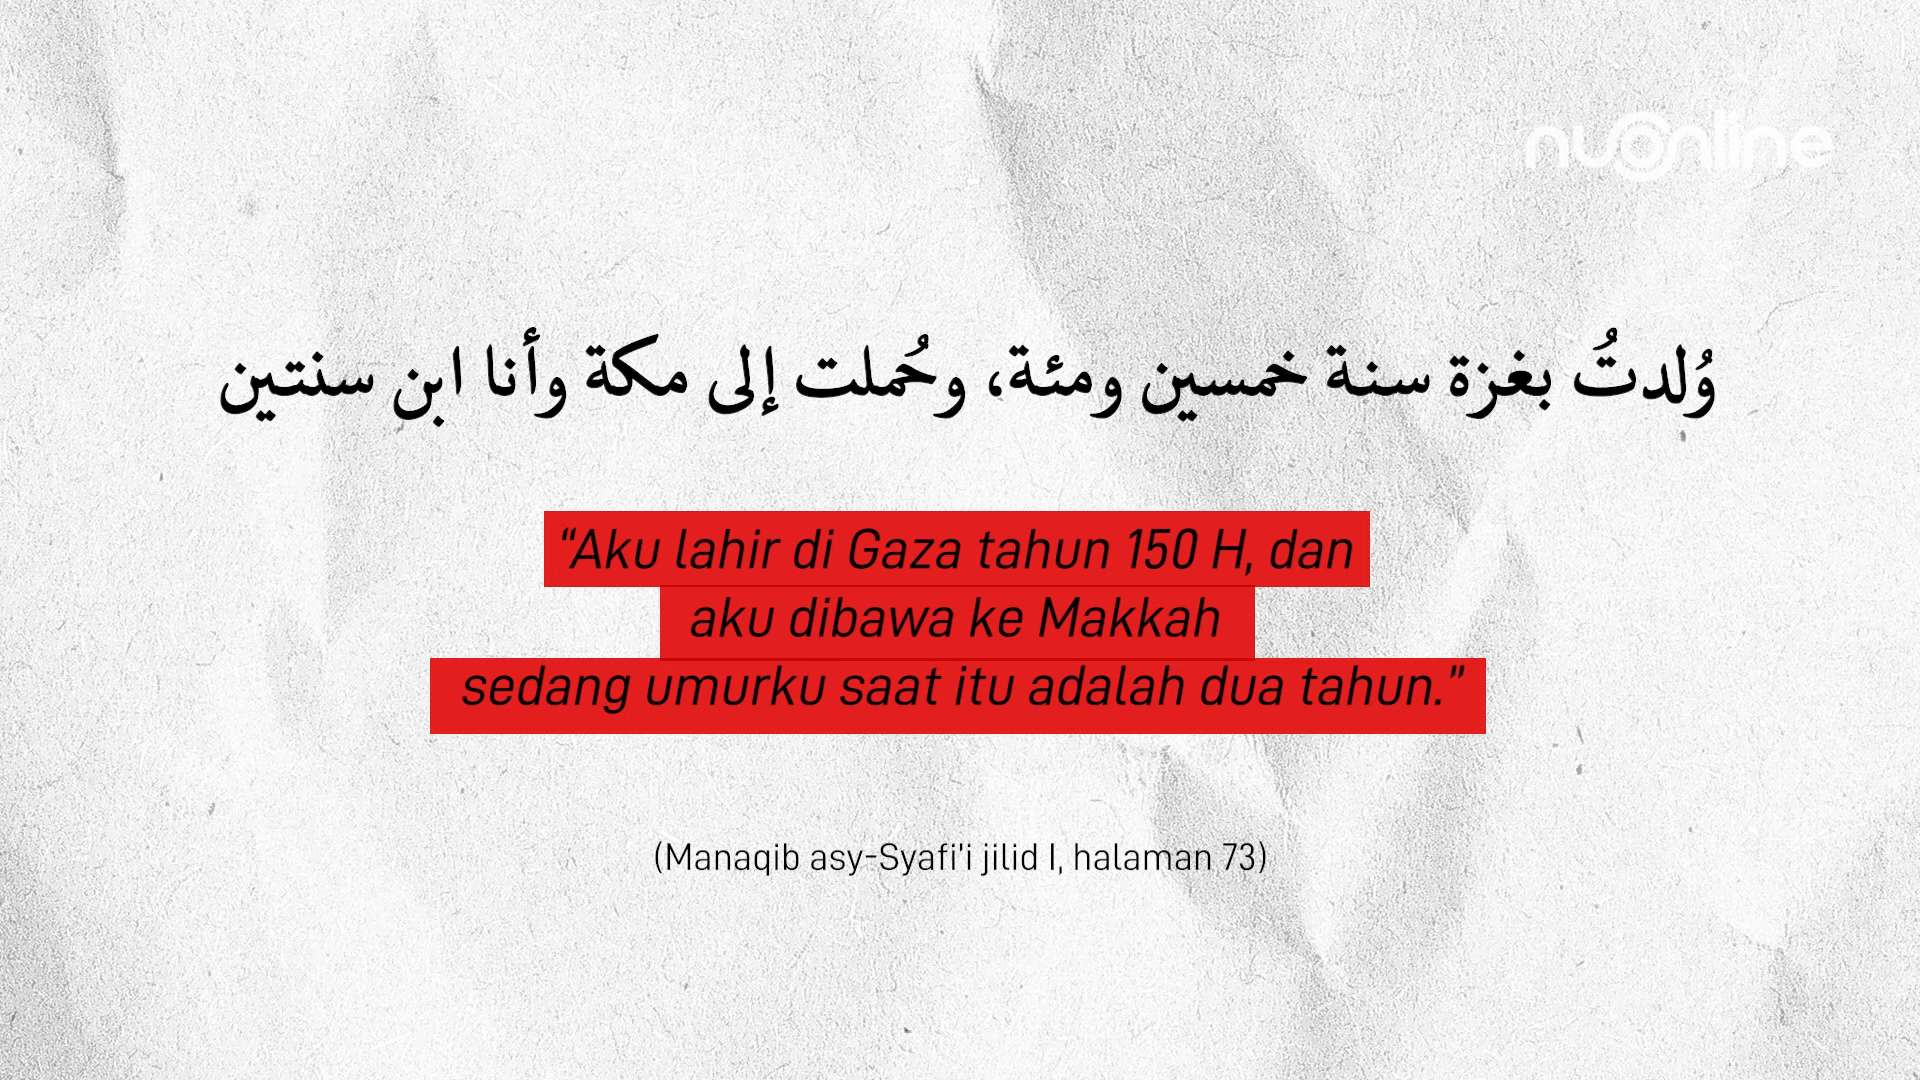 nuonline
وُلدتُ بغزة سنة خمسين ومئة، وحُملت إلى مكة وأنا ابن سنتين
“Aku lahir di Gaza tahun 150 H, dan
aku dibawa ke Makkah
sedang umurku saat itu adalah dua tahun.”
(Manaqib asy-Syafi'i jilid I, halaman 73)